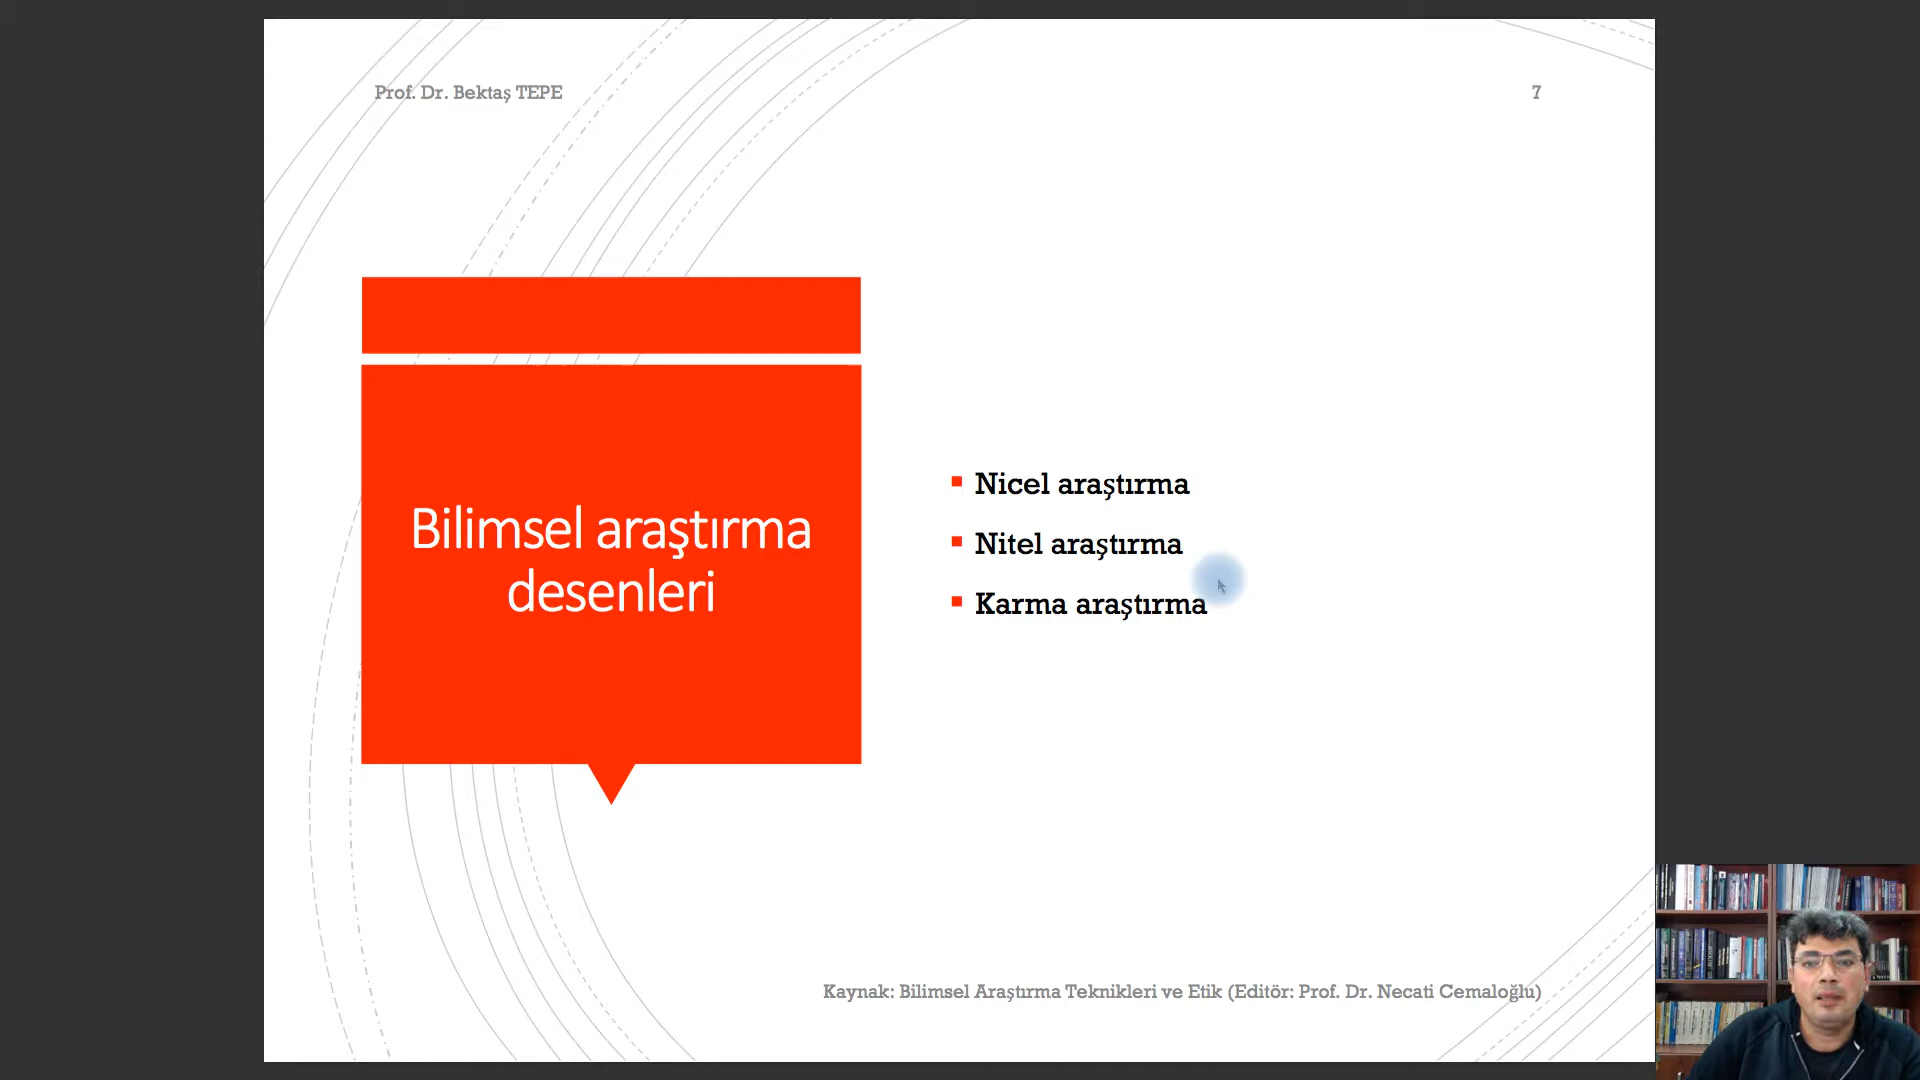 Prof. Dr. Bektaş TEPE
7
Bilimsel araştırma
desenleri
Nicel araştırma
Nitel araştırma
Karma araştırma
Kaynak: Bilimsel Araştırma Teknikleri ve Etik (Editör: Prof. Dr. Necati Cemaloğlu)